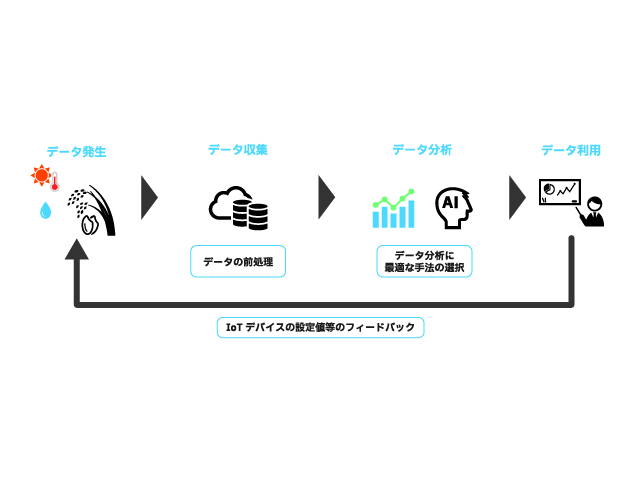 データ発生
データ収集
データ分析
データ利用
AI
データの前処理
データ分析に
最適な手法の選択
IoT デバイスの設定値等のフィードバック